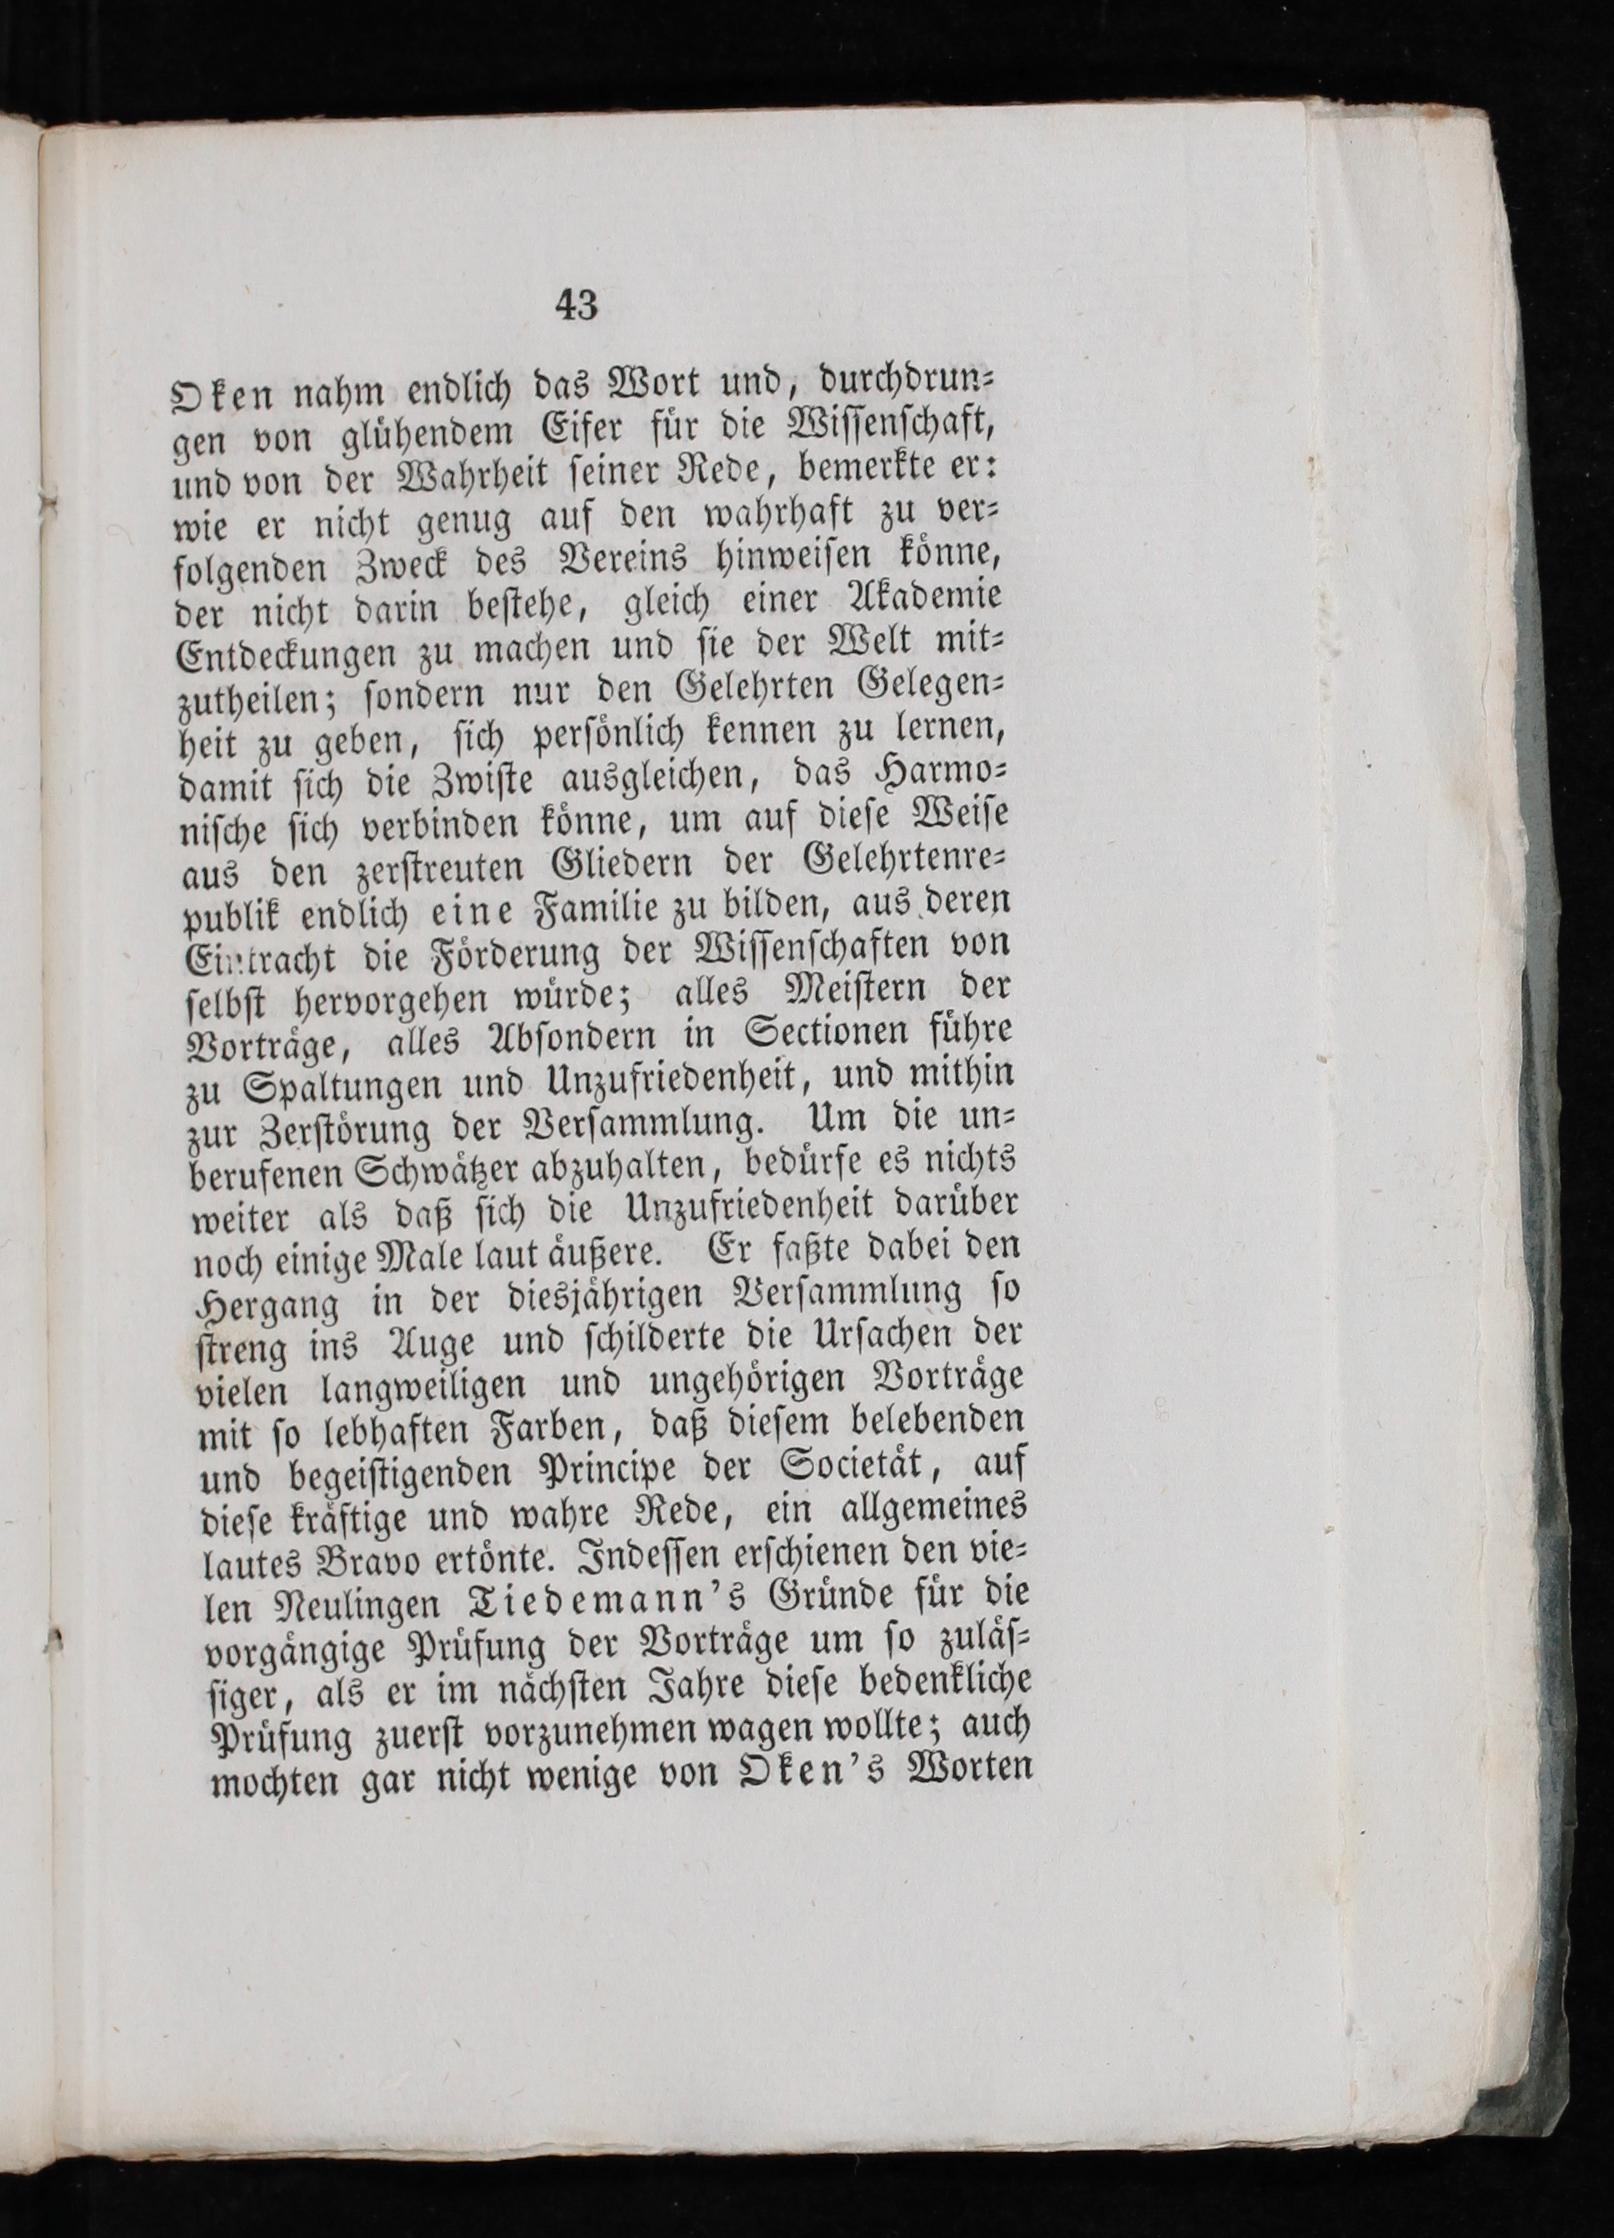 43
Oken nahm endlich das Wort und, durchdrun⸗
gen von glühendem Eifer für die Wiſſenſchaft,
und von der Wahrheit ſeiner Rede, bemerkte er:
wie er nicht genug auf den wahrhaft zu ver⸗
folgenden Zweck des Vereins hinweiſen könne,
der nicht darin beſtehe, gleich einer Akademie
Entdeckungen zu machen und ſie der Welt mit⸗
zutheilen; ſondern nur den Gelehrten Gelegen⸗
heit zu geben, ſich perſönlich kennen zu lernen,
damit ſich die Zwiſte ausgleichen, das Harmo⸗
niſche ſich verbinden könne, um auf dieſe Weiſe
aus den zerſtreuten Gliedern der Gelehrtenre⸗
publik endlich eine Familie zu bilden, aus deren
Eintracht die Förderung der Wiſſenſchaften von
ſelbſt hervorgehen würde; alles Meiſtern der
Vorträge, alles Abſondern in Sectionen führe
zu Spaltungen und Unzufriedenheit, und mithin
zur Zerſtörung der Verſammlung. Um die un⸗
berufenen Schwätzer abzuhalten, bedürfe es nichts
weiter als daß ſich die Unzufriedenheit darüber
noch einige Male laut äußere. Er faßte dabei den
Hergang in der diesjährigen Verſammlung ſo
ſtreng ins Auge und ſchilderte die Urſachen der
vielen langweiligen und ungehörigen Vorträge
mit ſo lebhaften Farben, daß dieſem belebenden
und begeiſtigenden Principe der Societät, auf
dieſe kräftige und wahre Rede, ein allgemeines
lautes Bravo ertönte. Indeſſen erſchienen den vie⸗
len Neulingen Tiedemann's Gründe für die
vorgängige Prüfung der Vorträge um ſo zuläſ⸗
ſiger, als er im nächſten Jahre dieſe bedenkliche
Prüfung zuerſt vorzunehmen wagen wollte; auch
mochten gar nicht wenige von Oken's Worten